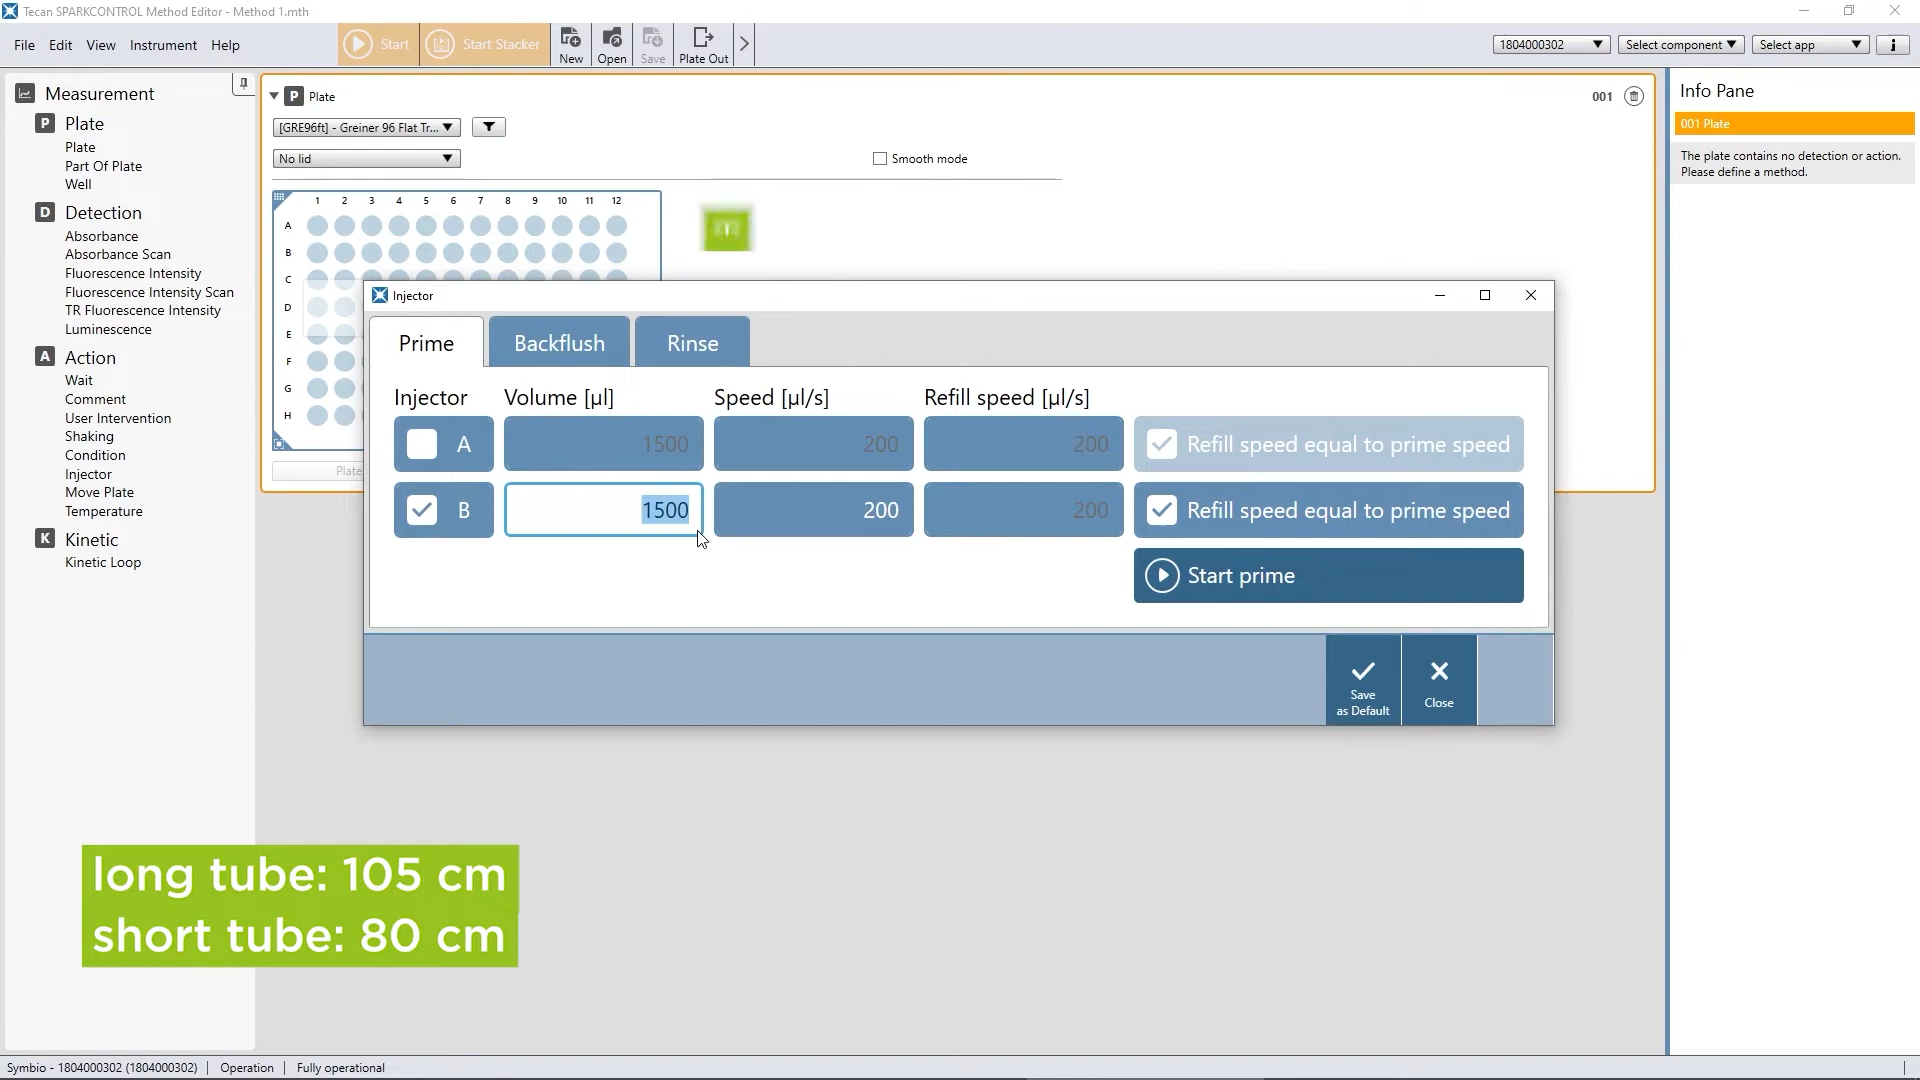 Tecan SPARKCONTROL Method Editor - Method 1.mth
File Edit View Instrument Help
Start
Start Stacker
New
Open
Save
Plate Out
1804000302
Select component
Select app
i
Measurement
P Plate
Plate
Part Of Plate
Well
D Detection
Absorbance
Absorbance Scan
Fluorescence Intensity
Fluorescence Intensity Scan
TR Fluorescence Intensity
Luminescence
A Action
Wait
Comment
User Intervention
Shaking
Condition
Injector
Move Plate
Temperature
K Kinetic
Kinetic Loop
P Plate
001
[GRE96ft] - Greiner 96 Flat Tr...
No lid
Smooth mode
1 2 3 4 5 6 7 8 9 10 11 12
A
B
C
D
E
F
G
H
Plate
Info Pane
001 Plate
The plate contains no detection or action.
Please define a method.
Injector
Prime Backflush Rinse
Injector Volume [µl] Speed [µl/s] Refill speed [µl/s]
A 1500 200 200 Refill speed equal to prime speed
B 1500 200 200 Refill speed equal to prime speed
Start prime
Save
as Default
Close
long tube: 105 cm
short tube: 80 cm
Symbio - 1804000302 (1804000302) Operation Fully operational